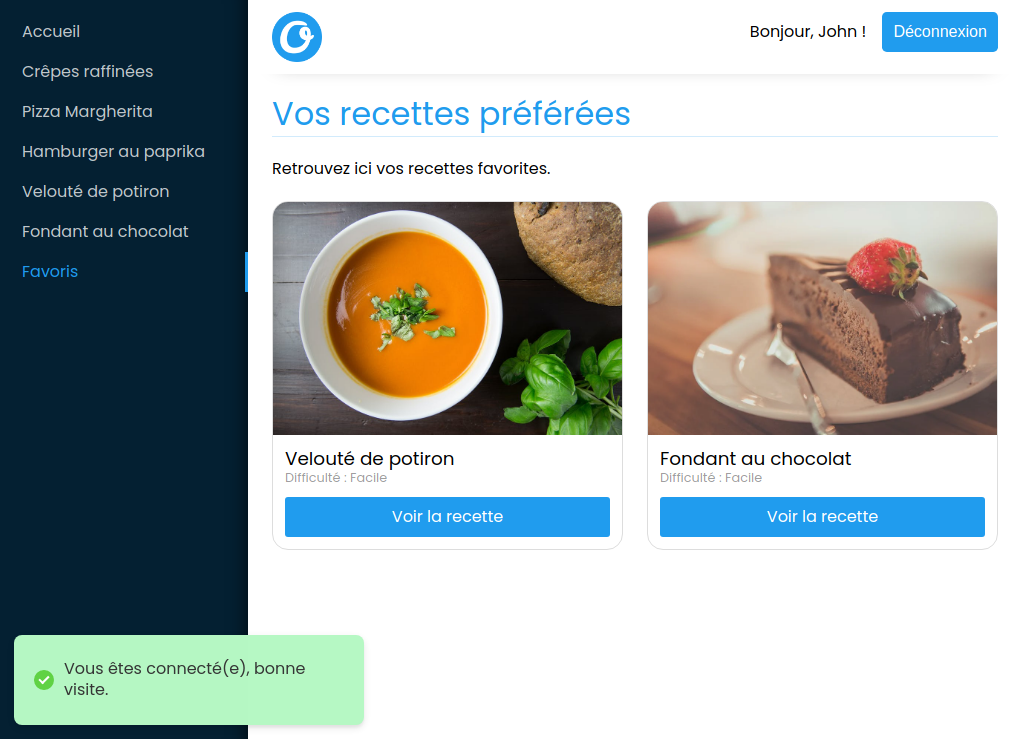 Accueil
Crêpes raffinées
Pizza Margherita
Hamburger au paprika
Velouté de potiron
Fondant au chocolat
Favoris
O
Bonjour, John !
Déconnexion
Vos recettes préférées
Retrouvez ici vos recettes favorites.
Velouté de potiron
Difficulté : Facile
Voir la recette
Fondant au chocolat
Difficulté : Facile
Voir la recette
Vous êtes connecté(e), bonne
visite.